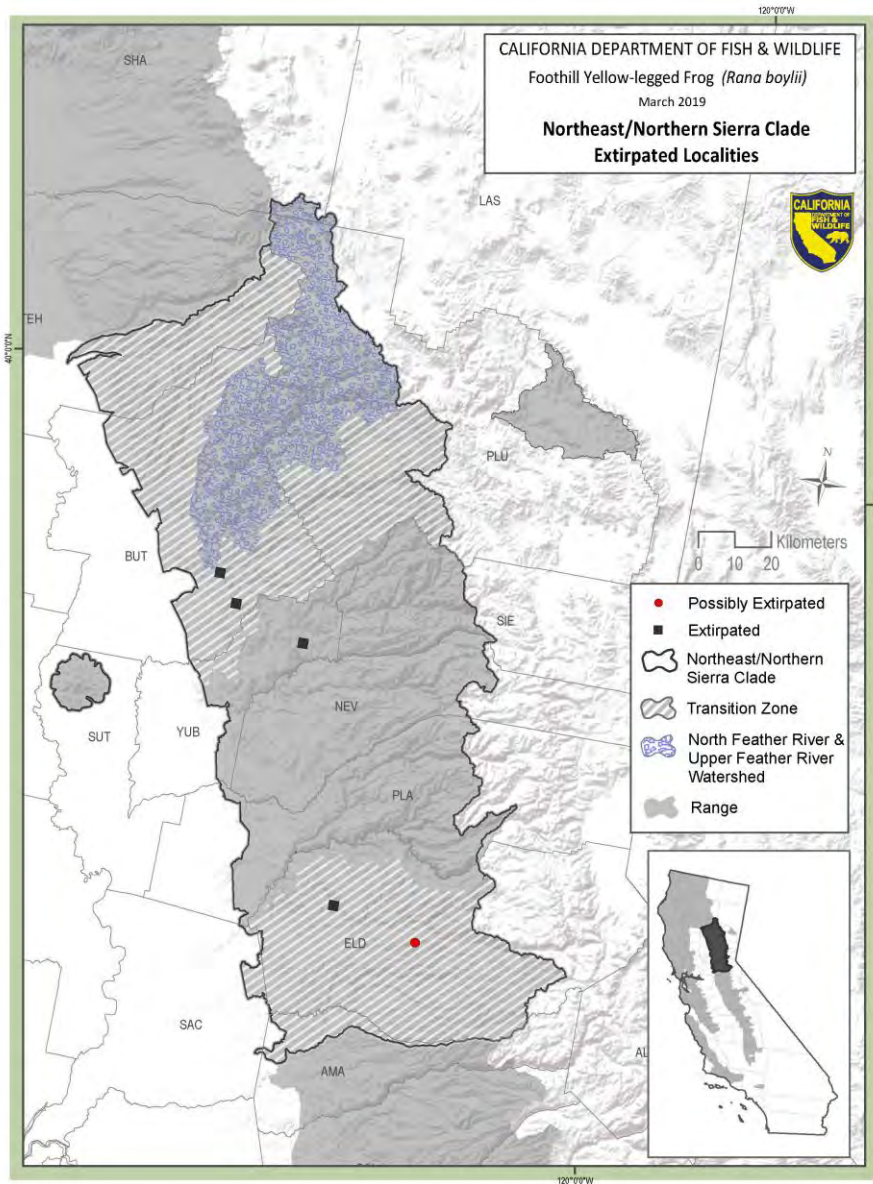 120°0'0"W
CALIFORNIA DEPARTMENT OF FISH & WILDLIFE
Foothill Yellow-legged Frog (Rana boylii)
March 2019
Northeast/Northern Sierra Clade
Extirpated Localities
CALIFORNIA
DEPARTMENT OF
FISH &
WILDLIFE
SHA
LAS
TEH
40°0'0"N
PLU
N
BUT
Kilometers
0 10 20
SIE
Possibly Extirpated
Extirpated
Northeast/Northern
Sierra Clade
Transition Zone
North Feather River &
Upper Feather River
Watershed
Range
SUT
YUB
NEV
PLA
ELD
SAC
AMA
AL
120°0'0"W